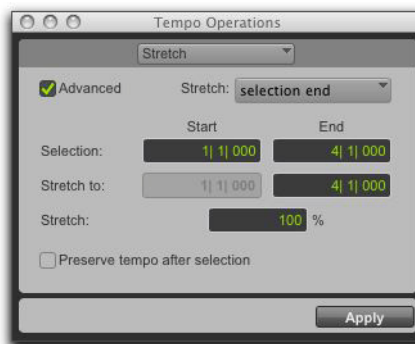 Tempo Operations
Stretch
Advanced Stretch: selection end
Start End
Selection: 1| 1| 000 4| 1| 000
Stretch to: 1| 1| 000 4| 1| 000
Stretch: 100 %
Preserve tempo after selection
Apply